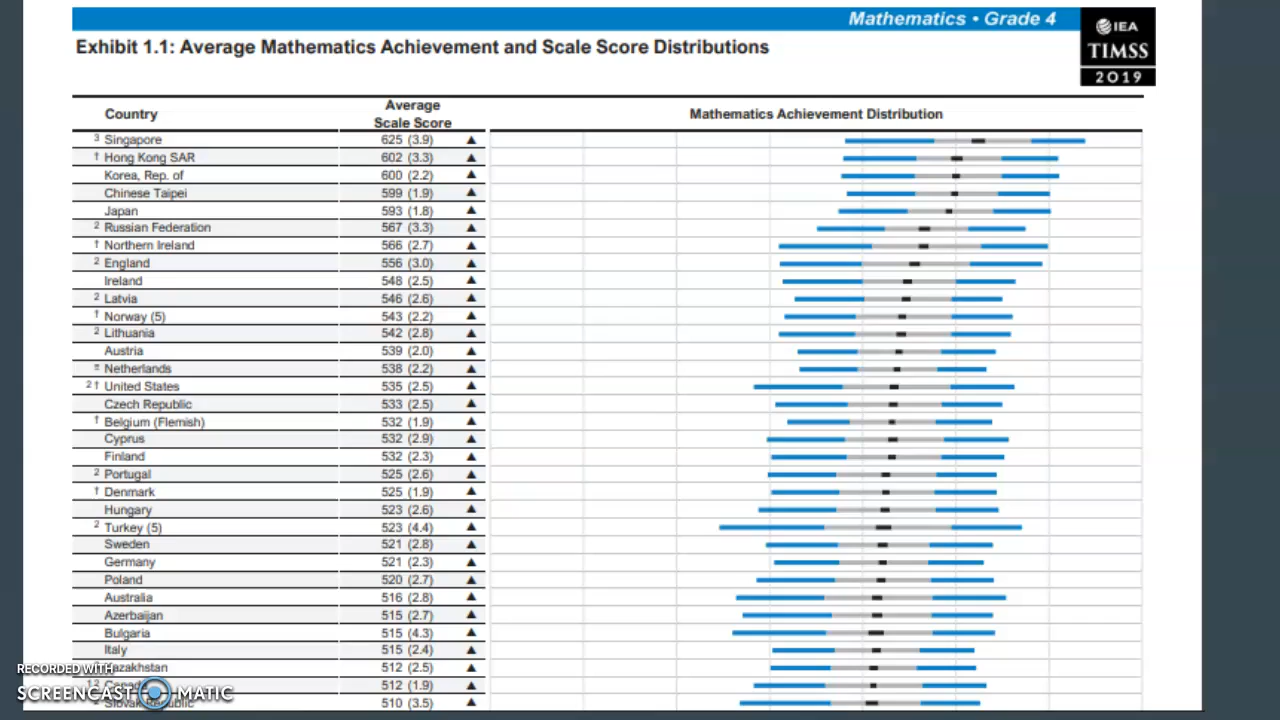 Mathematics • Grade 4
IEA
TIMSS
2019
Exhibit 1.1: Average Mathematics Achievement and Scale Score Distributions
Country Average Scale Score Mathematics Achievement Distribution
3 Singapore 625 (3.9) ▲
† Hong Kong SAR 602 (3.3) ▲
Korea, Rep. of 600 (2.2) ▲
Chinese Taipei 599 (1.9) ▲
Japan 593 (1.8) ▲
2 Russian Federation 567 (3.3) ▲
† Northern Ireland 566 (2.7) ▲
2 England 556 (3.0) ▲
Ireland 548 (2.5) ▲
2 Latvia 546 (2.6) ▲
† Norway (5) 543 (2.2) ▲
2 Lithuania 542 (2.8) ▲
Austria 539 (2.0) ▲
Netherlands 538 (2.2) ▲
2 † United States 535 (2.5) ▲
Czech Republic 533 (2.5) ▲
† Belgium (Flemish) 532 (1.9) ▲
Cyprus 532 (2.9) ▲
Finland 532 (2.3) ▲
2 Portugal 525 (2.6) ▲
† Denmark 525 (1.9) ▲
Hungary 523 (2.6) ▲
2 Turkey (5) 523 (4.4) ▲
Sweden 521 (2.8) ▲
Germany 521 (2.3) ▲
Poland 520 (2.7) ▲
Australia 516 (2.8) ▲
Azerbaijan 515 (2.7) ▲
Bulgaria 515 (4.3) ▲
Italy 515 (2.4) ▲
Kazakhstan 512 (2.5) ▲
1 2 Canada 512 (1.9) ▲
Slovak Republic 510 (3.5) ▲
RECORDED WITH
SCREENCAST MATIC